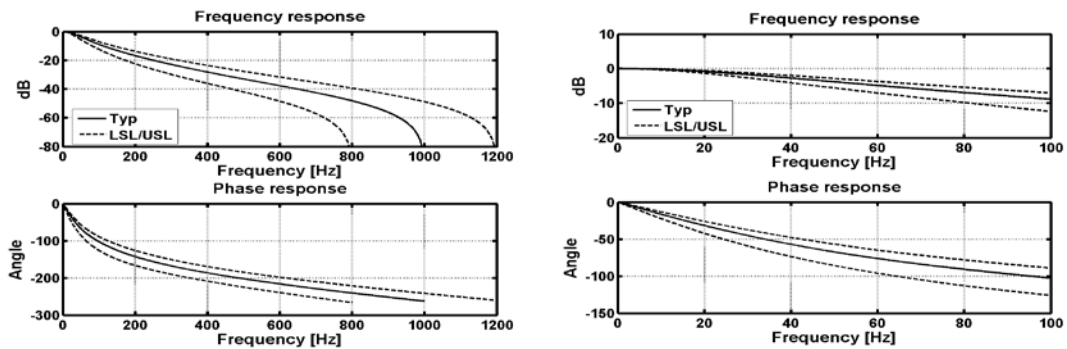 Frequency response
dB
0
-20
-40
-60
-80
Typ
LSL/USL
0 200 400 600 800 1000 1200
Frequency [Hz]
Phase response
Angle
0
-100
-200
-300
0 200 400 600 800 1000 1200
Frequency [Hz]
Frequency response
dB
10
0
-10
-20
Typ
LSL/USL
0 20 40 60 80 100
Frequency [Hz]
Phase response
Angle
0
-50
-100
-150
0 20 40 60 80 100
Frequency [Hz]